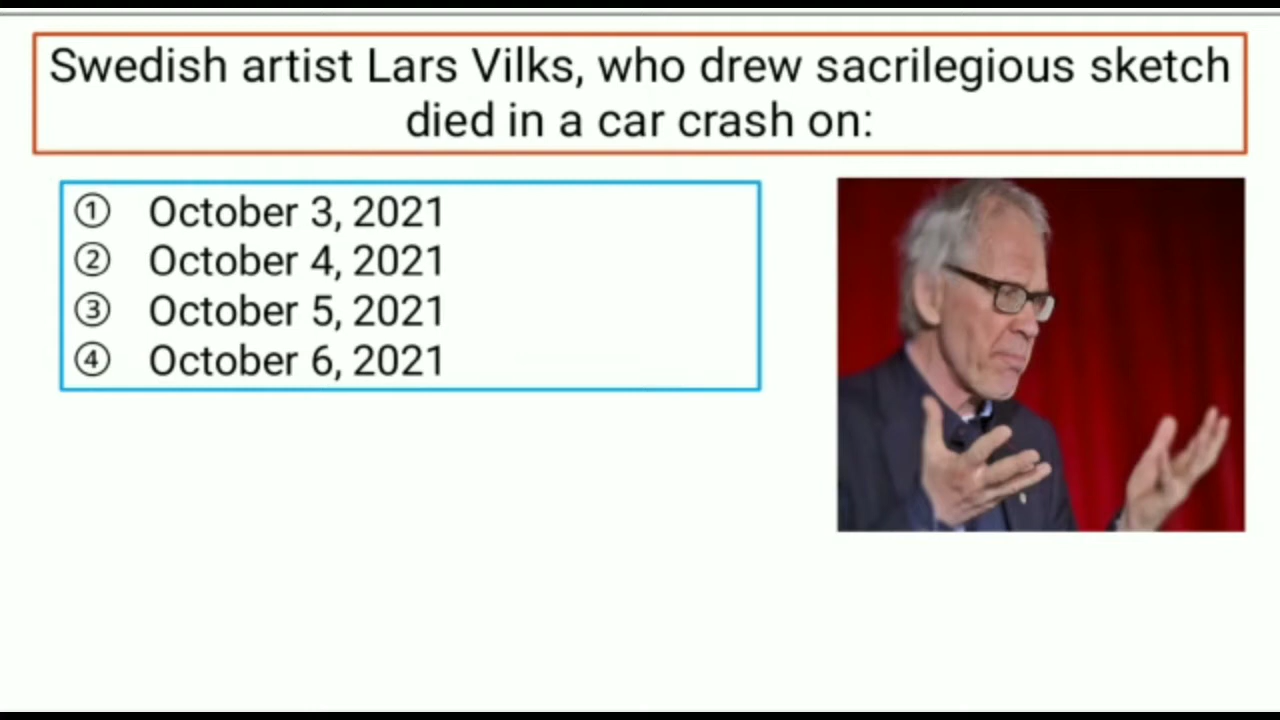 Swedish artist Lars Vilks, who drew sacrilegious sketch
died in a car crash on:
① October 3, 2021
② October 4, 2021
③ October 5, 2021
④ October 6, 2021